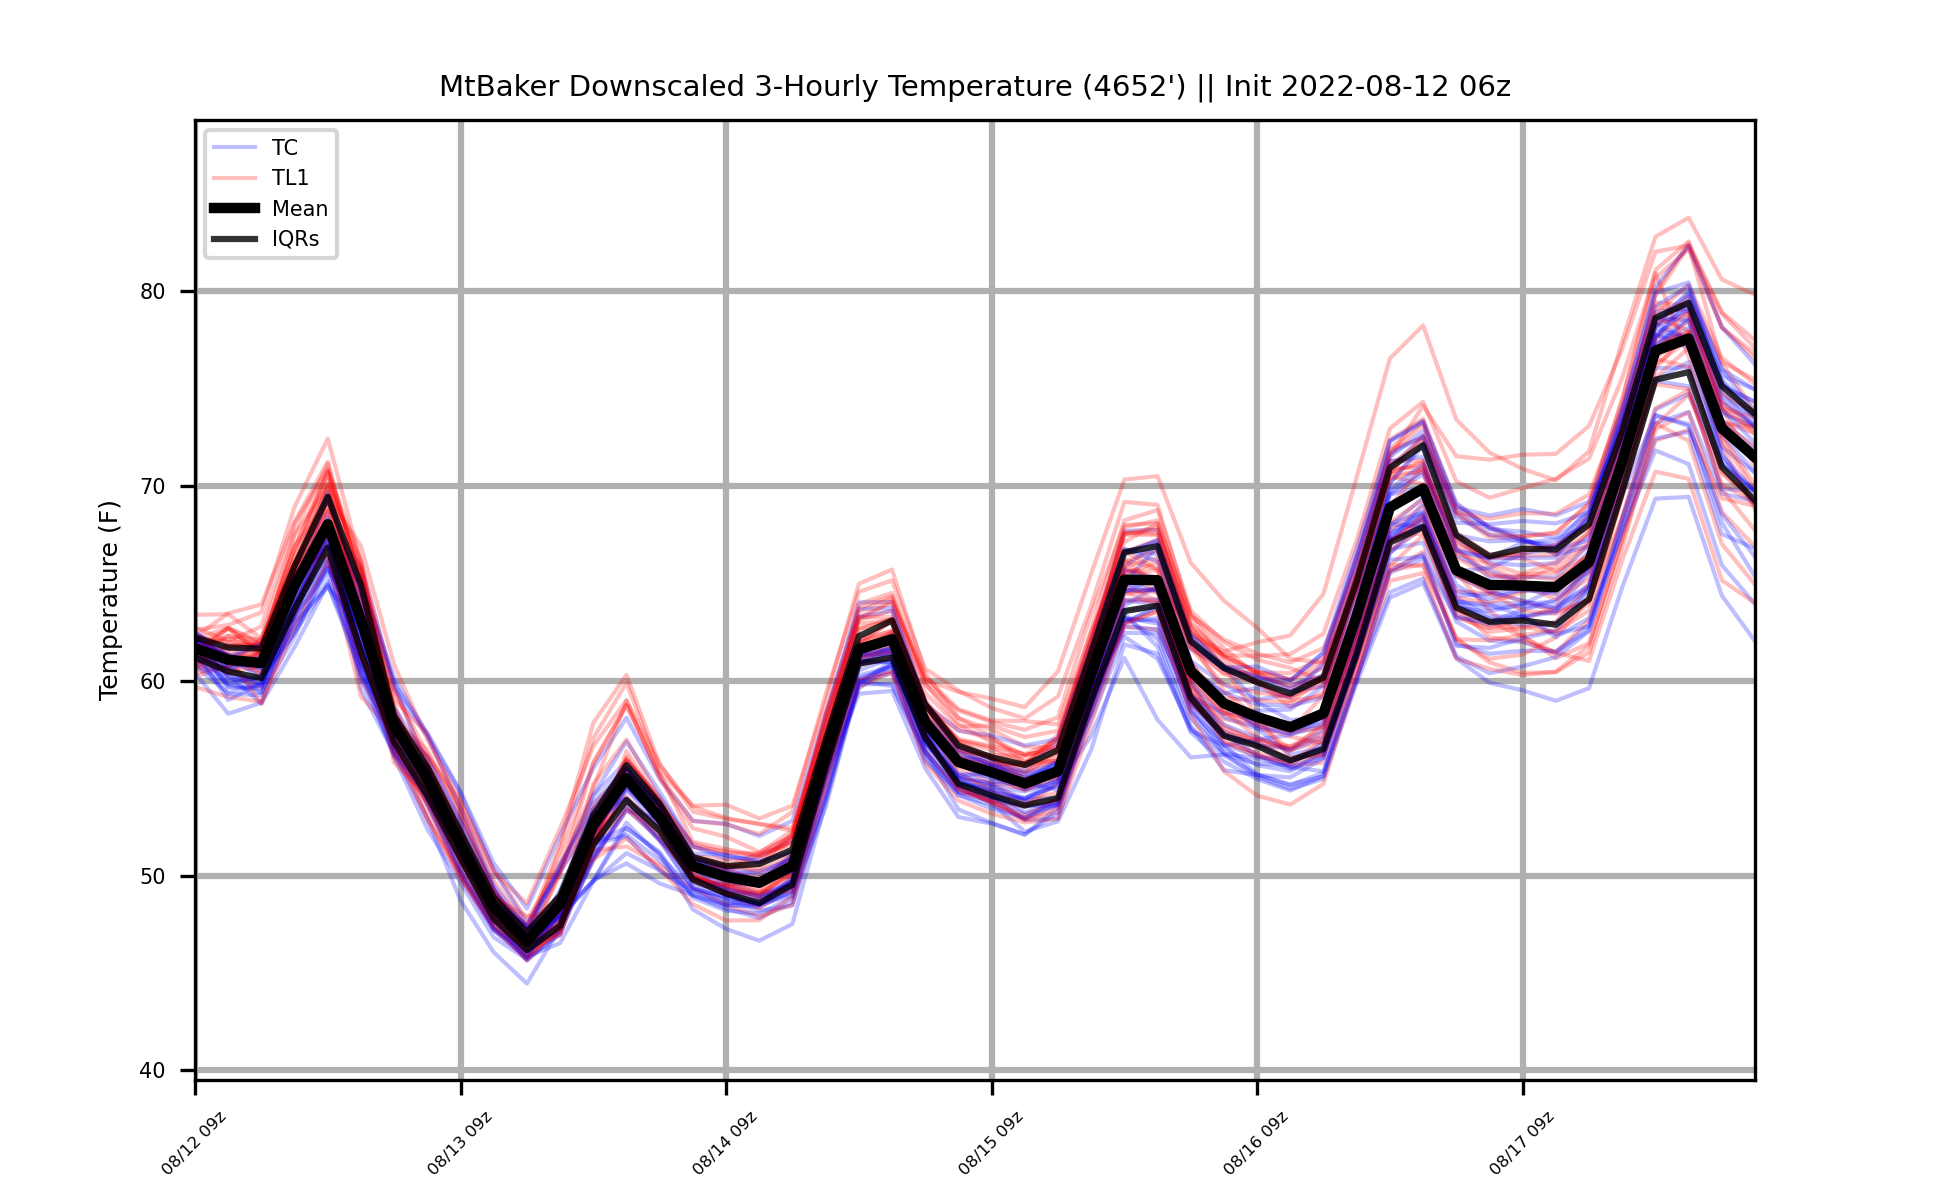 MtBaker Downscaled 3-Hourly Temperature (4652') || Init 2022-08-12 06z
TC
TL1
Mean
IQRs
Temperature (F)
80
70
60
50
40
08/12 09z
08/13 09z
08/14 09z
08/15 09z
08/16 09z
08/17 09z